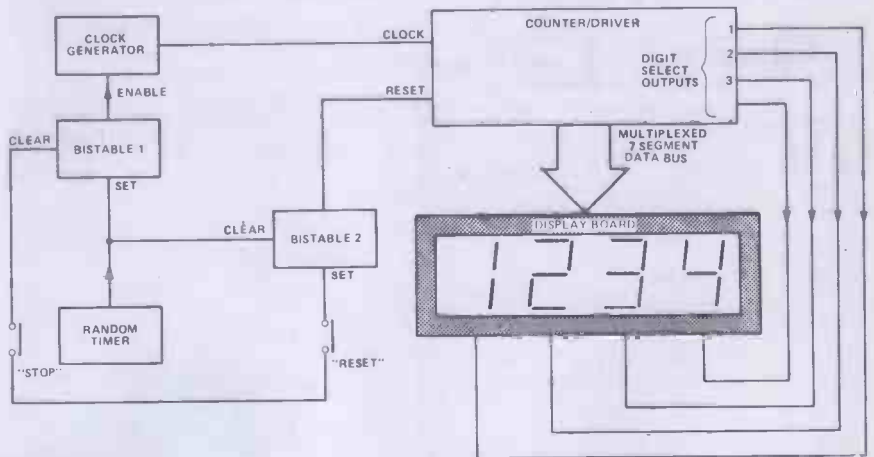 CLOCK
GENERATOR
CLOCK
COUNTER/DRIVER
DIGIT
SELECT
OUTPUTS
1
2
3
ENABLE
RESET
CLEAR
BISTABLE 1
MULTIPLEXED
7 SEGMENT
DATA BUS
SET
CLEAR
BISTABLE 2
DISPLAY BOARD
SET
1234
RANDOM
TIMER
"STOP"
"RESET"